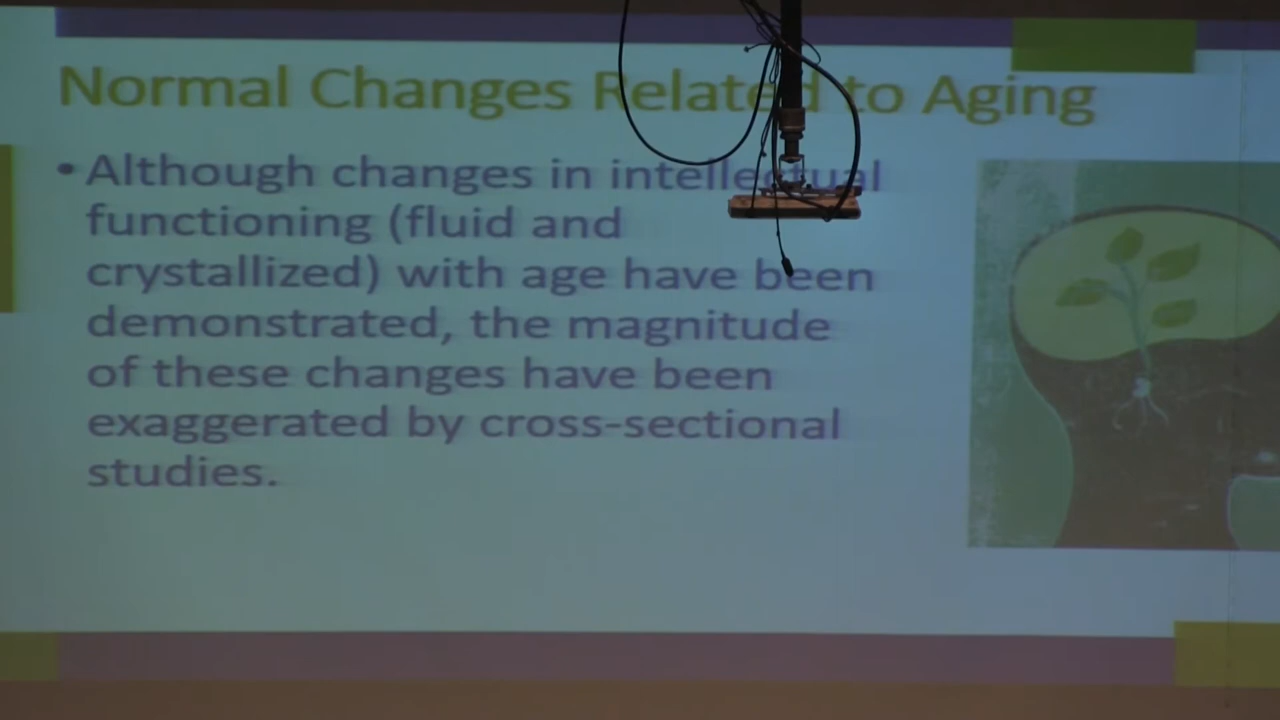 Normal Changes Related to Aging
• Although changes in intellectual
functioning (fluid and
crystallized) with age have been
demonstrated, the magnitude
of these changes have been
exaggerated by cross-sectional
studies.